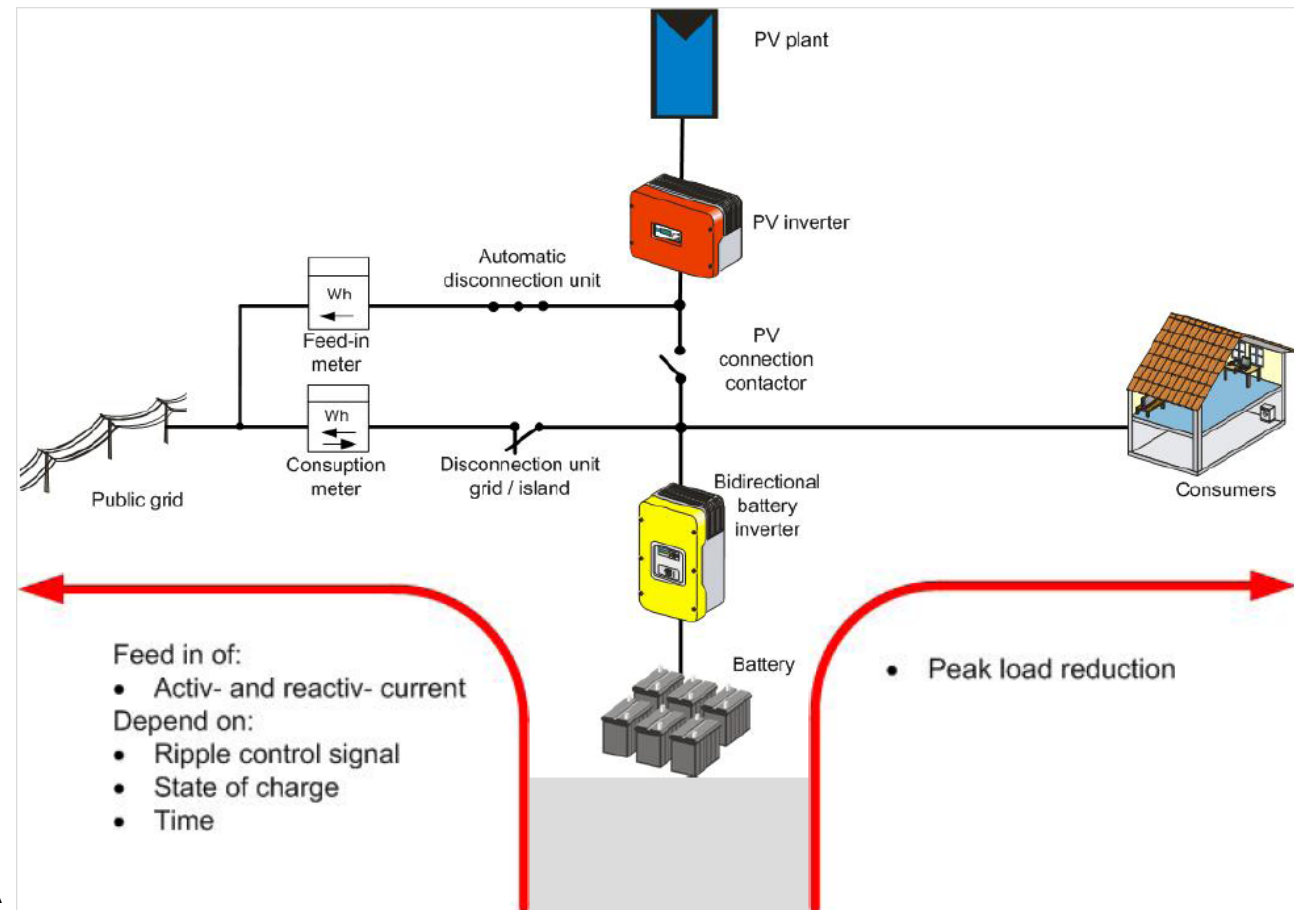 PV plant
PV inverter
Automatic
disconnection unit
Wh
Feed-in
meter
PV
connection
contactor
Wh
Consuption
meter
Disconnection unit
grid / island
Public grid
Bidirectional
battery
inverter
Consumers
Battery
Feed in of:
• Activ- and reactiv- current
Depend on:
• Ripple control signal
• State of charge
• Time
• Peak load reduction